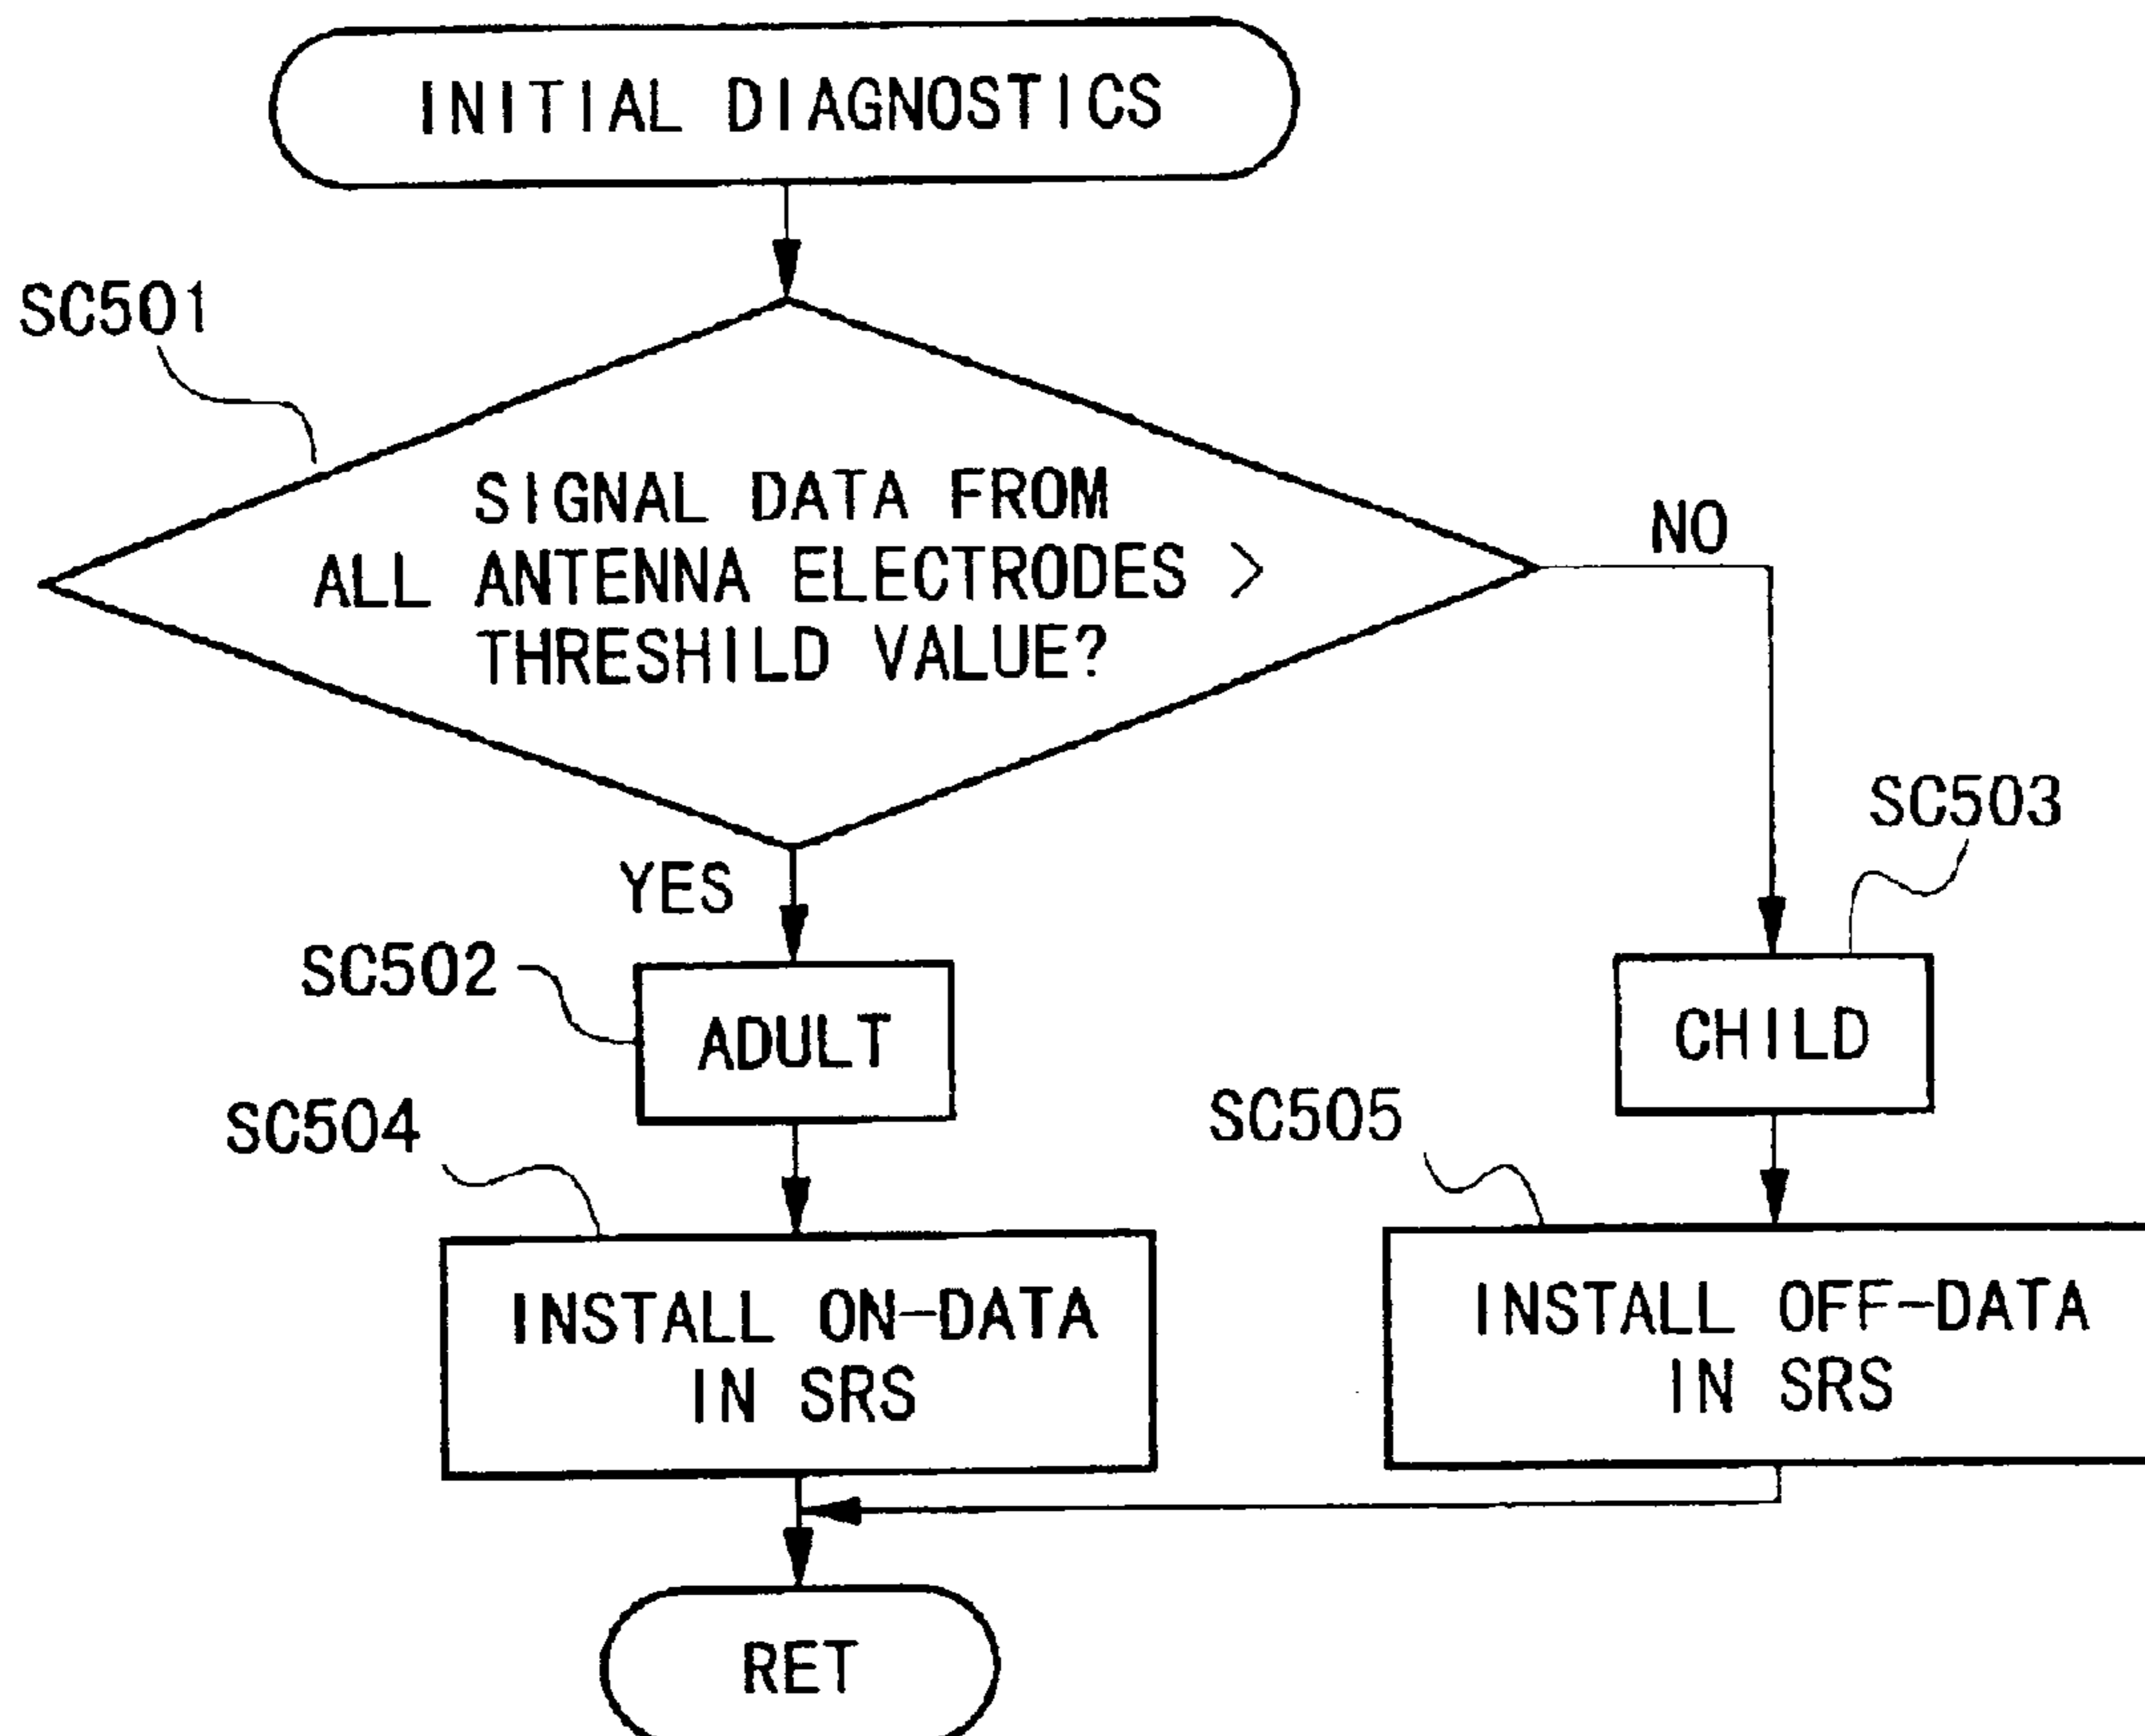 INITIAL DIAGNOSTICS
SC501
SIGNAL DATA FROM
ALL ANTENNA ELECTRODES >
THRESHILD VALUE?
NO
YES
SC503
SC502
ADULT
CHILD
SC504
SC505
INSTALL ON-DATA
IN SRS
INSTALL OFF-DATA
IN SRS
RET